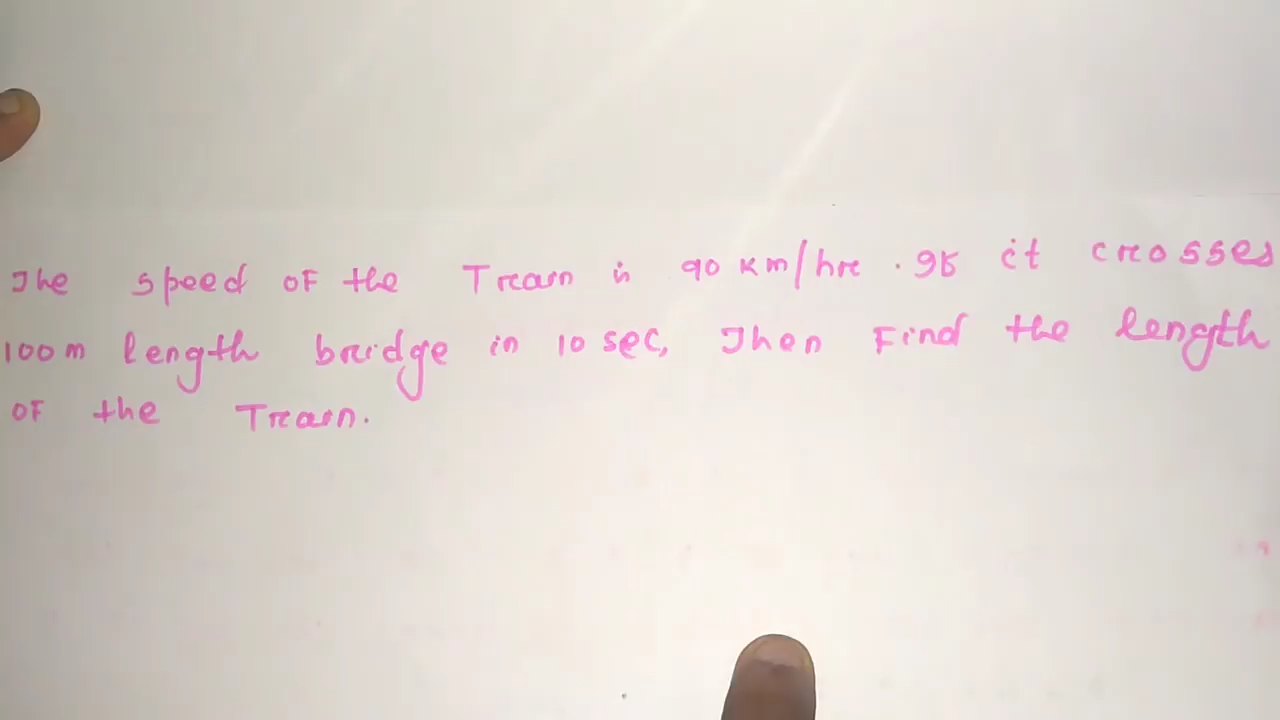 The speed of the Train is 90 km/hr . If it crosses
100 m length bridge in 10 sec, Then Find the length
of the Train.